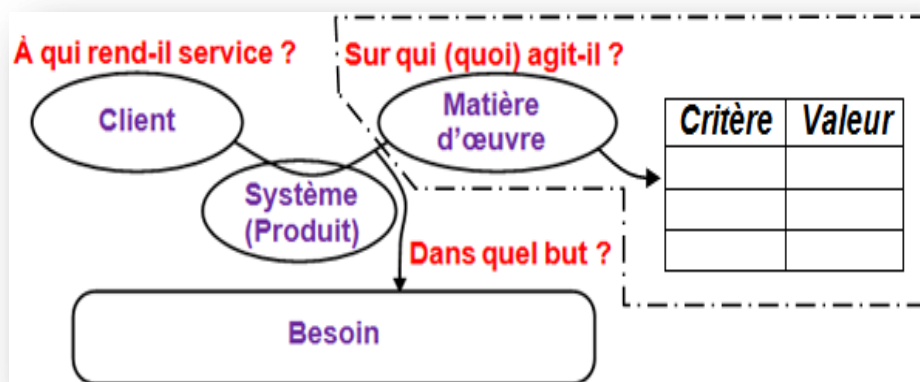 À qui rend-il service ?
Sur qui (quoi) agit-il ?
Client
Matière
d'œuvre
Critère
Valeur
Système
(Produit)
Dans quel but ?
Besoin